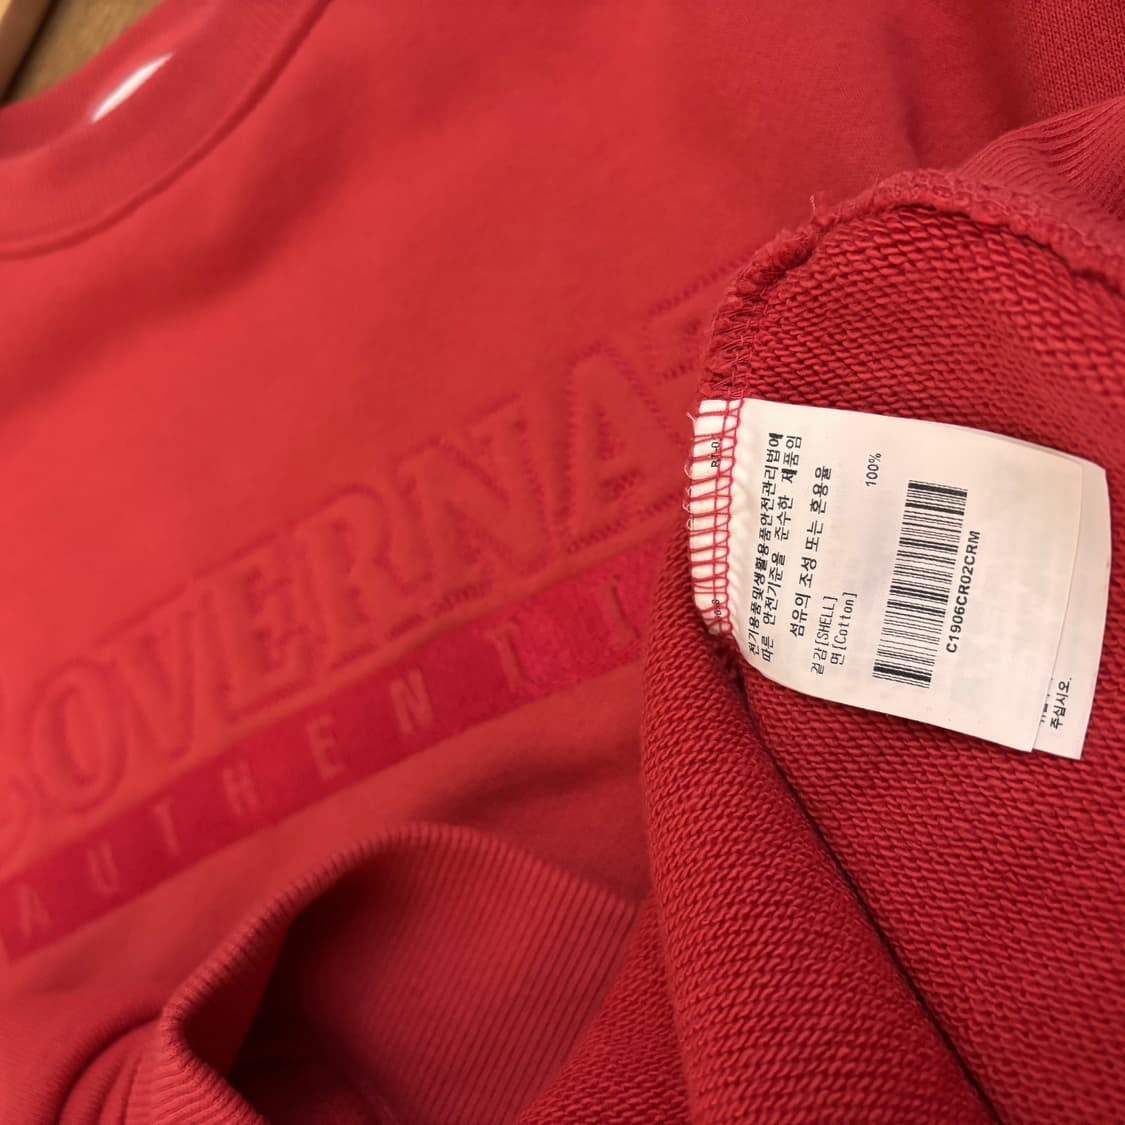 COVERNAT
AUTHENTI
전기용품및생활용품안전관리법에
따른 안전기준을 준수한 제품임
섬유의 조성 또는 혼용율
겉감[SHELL]
면[Cotton] 100%
C1906CR02CRM
주십시오.